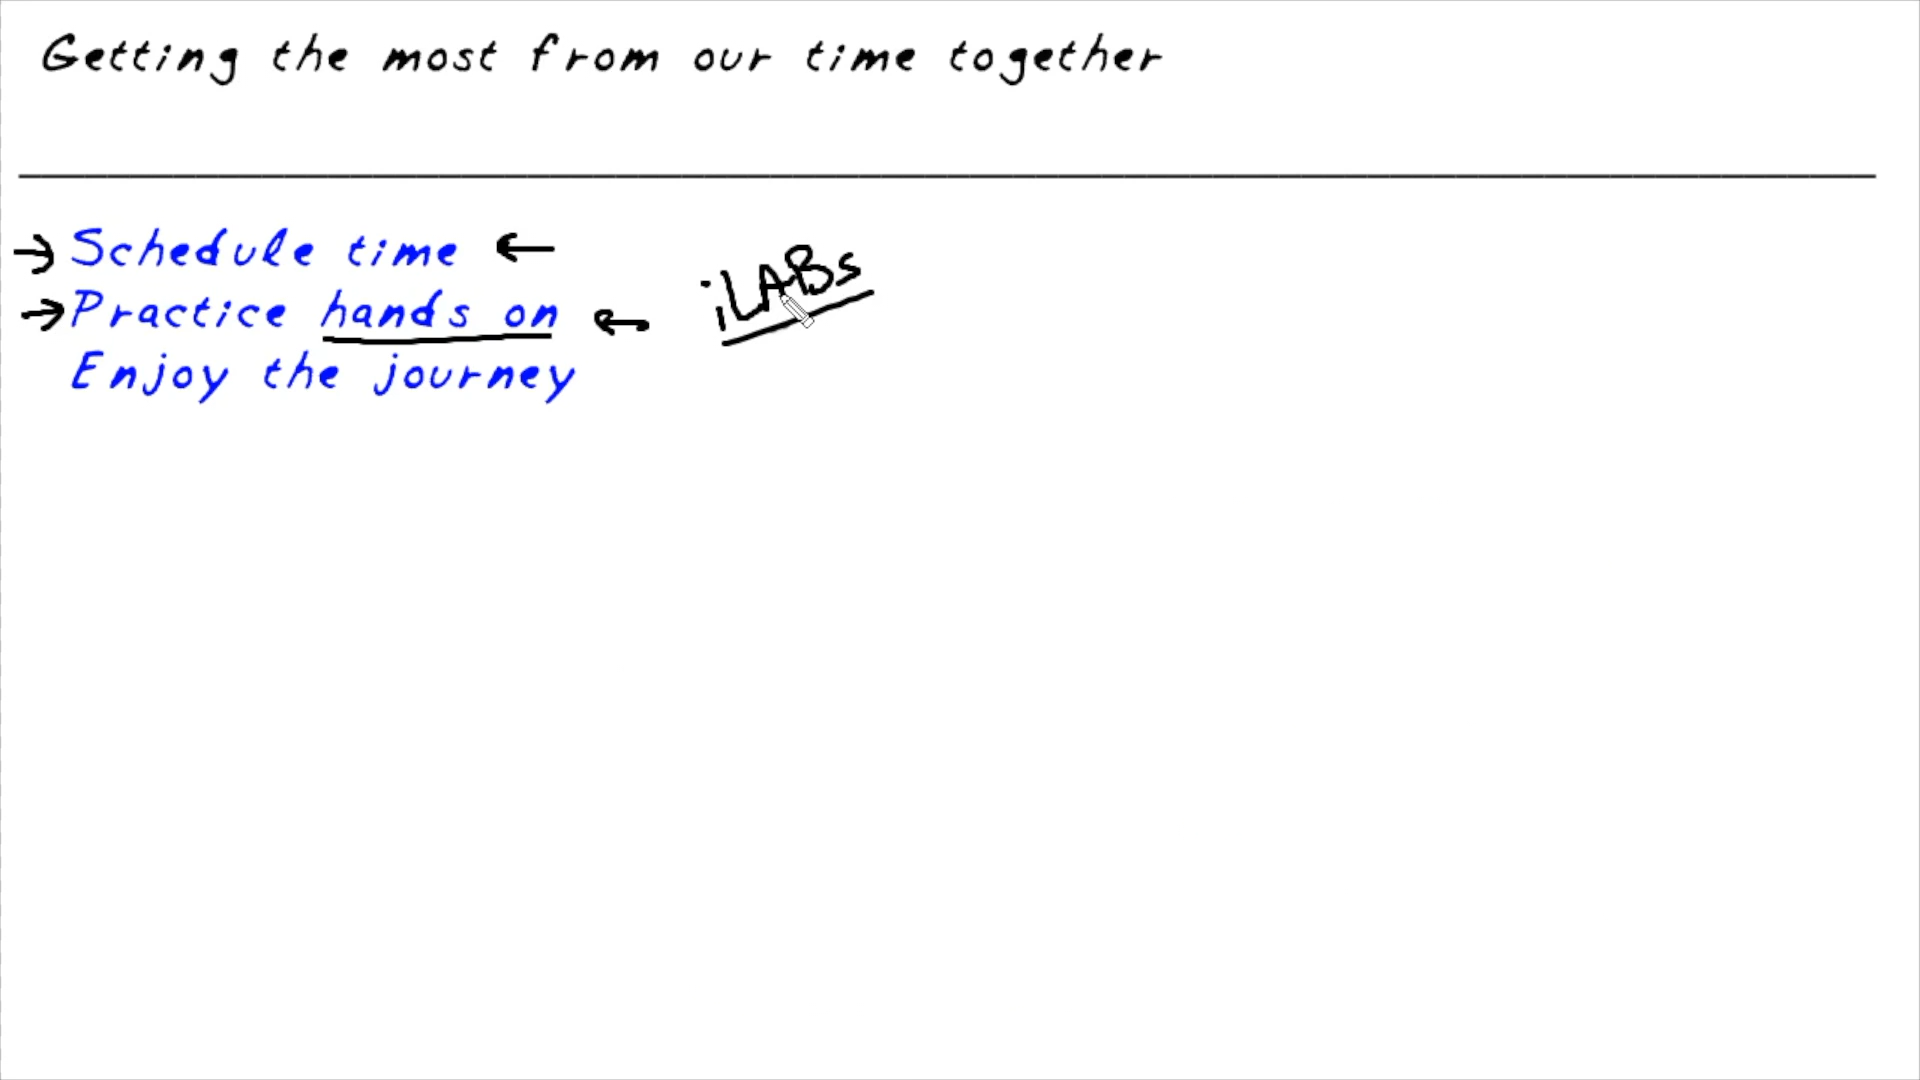 Getting the most from our time together
→ Schedule time ←
→ Practice hands on ← iLABs
Enjoy the journey